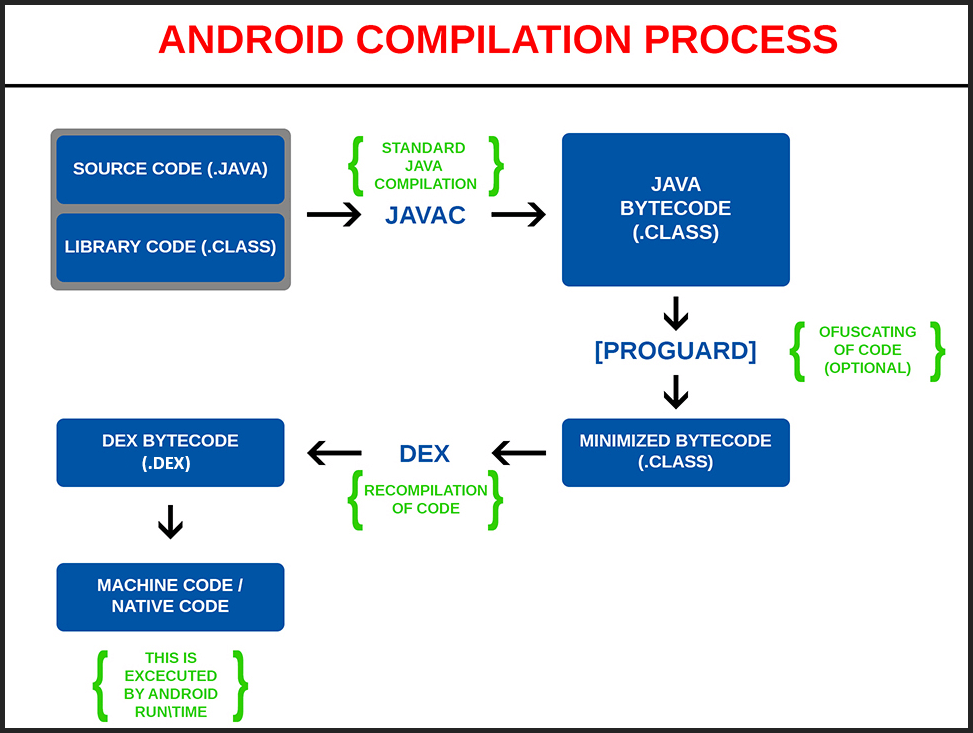 ANDROID COMPILATION PROCESS
SOURCE CODE (.JAVA)
LIBRARY CODE (.CLASS)
STANDARD
JAVA
COMPILATION
JAVAC
JAVA
BYTECODE
(.CLASS)
[PROGUARD]
OFUSCATING
OF CODE
(OPTIONAL)
MINIMIZED BYTECODE
(.CLASS)
DEX
RECOMPILATION
OF CODE
DEX BYTECODE
(.DEX)
MACHINE CODE /
NATIVE CODE
THIS IS
EXCECUTED
BY ANDROID
RUN\TIME